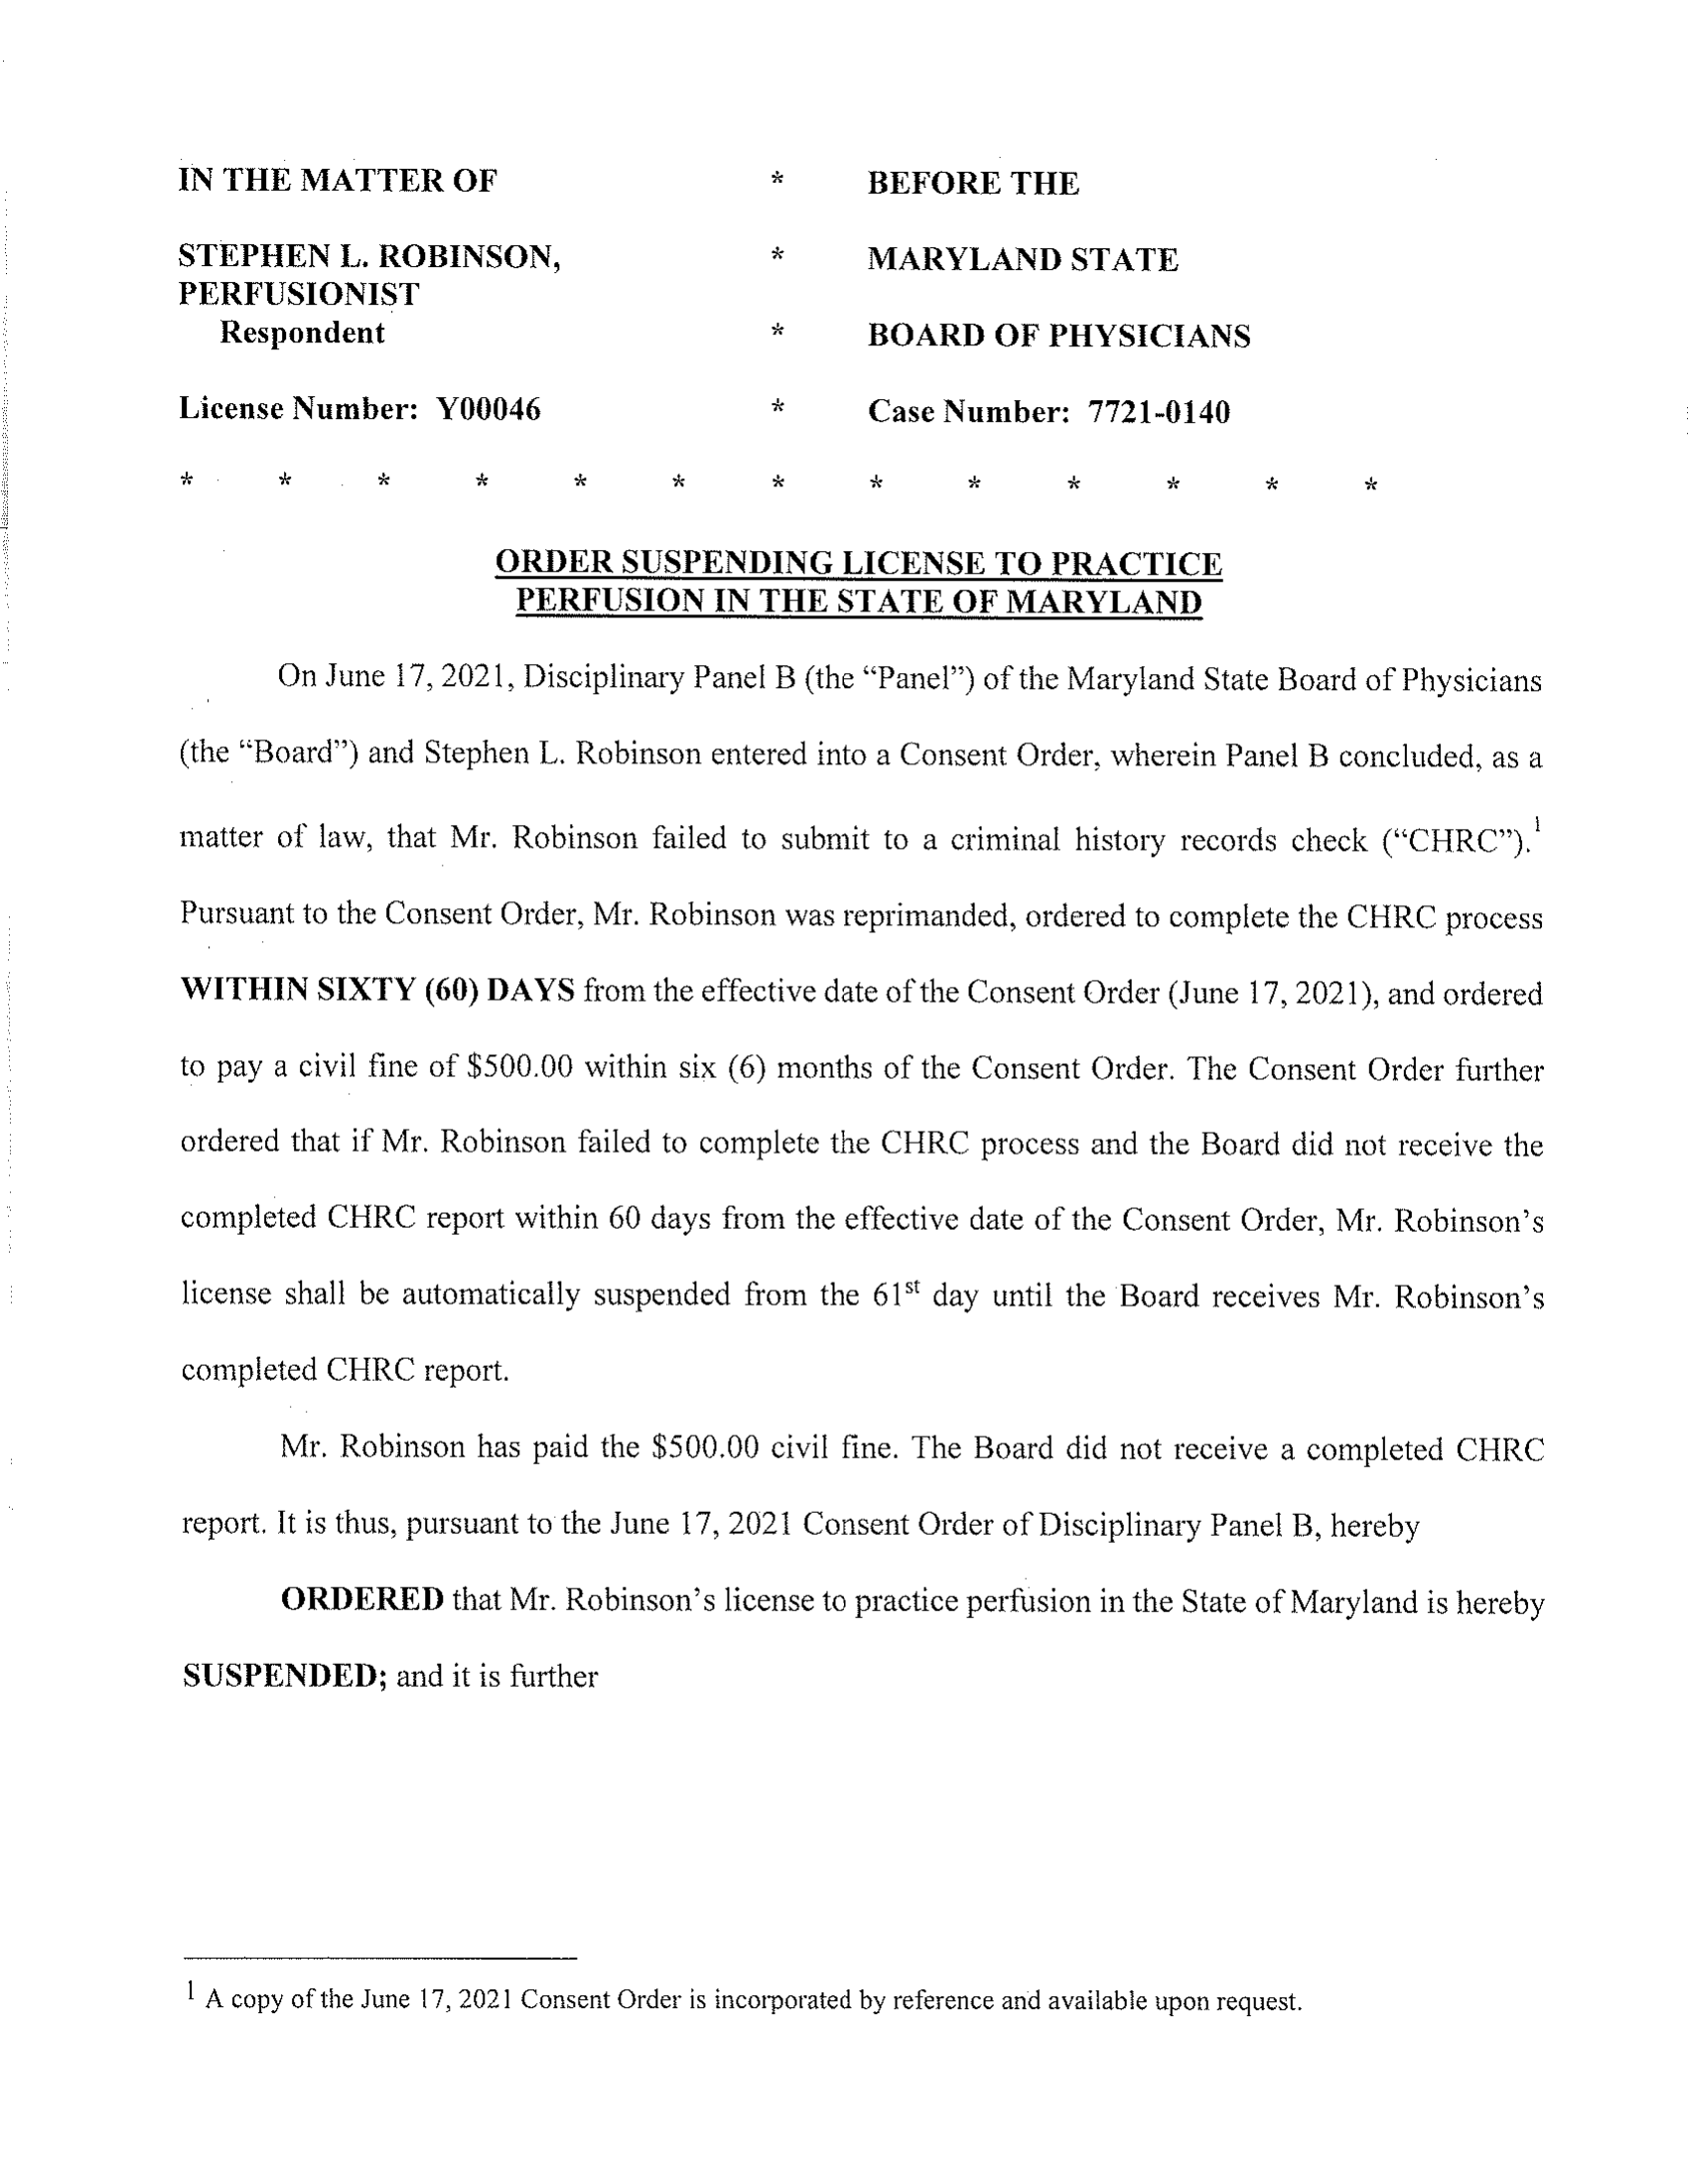 IN THE MATTER OF * BEFORE THE
STEPHEN L. ROBINSON, * MARYLAND STATE
PERFUSIONIST
Respondent * BOARD OF PHYSICIANS
License Number: Y00046 * Case Number: 7721-0140
* * * * * * * * * * * * *
ORDER SUSPENDING LICENSE TO PRACTICE
PERFUSION IN THE STATE OF MARYLAND
On June 17, 2021, Disciplinary Panel B (the “Panel”) of the Maryland State Board of Physicians
(the “Board”) and Stephen L. Robinson entered into a Consent Order, wherein Panel B concluded, as a
matter of law, that Mr. Robinson failed to submit to a criminal history records check (“CHRC”).1
Pursuant to the Consent Order, Mr. Robinson was reprimanded, ordered to complete the CHRC process
WITHIN SIXTY (60) DAYS from the effective date of the Consent Order (June 17, 2021), and ordered
to pay a civil fine of $500.00 within six (6) months of the Consent Order. The Consent Order further
ordered that if Mr. Robinson failed to complete the CHRC process and the Board did not receive the
completed CHRC report within 60 days from the effective date of the Consent Order, Mr. Robinson’s
license shall be automatically suspended from the 61st day until the Board receives Mr. Robinson’s
completed CHRC report.
Mr. Robinson has paid the $500.00 civil fine. The Board did not receive a completed CHRC
report. It is thus, pursuant to the June 17, 2021 Consent Order of Disciplinary Panel B, hereby
ORDERED that Mr. Robinson’s license to practice perfusion in the State of Maryland is hereby
SUSPENDED; and it is further
1 A copy of the June 17, 2021 Consent Order is incorporated by reference and available upon request.